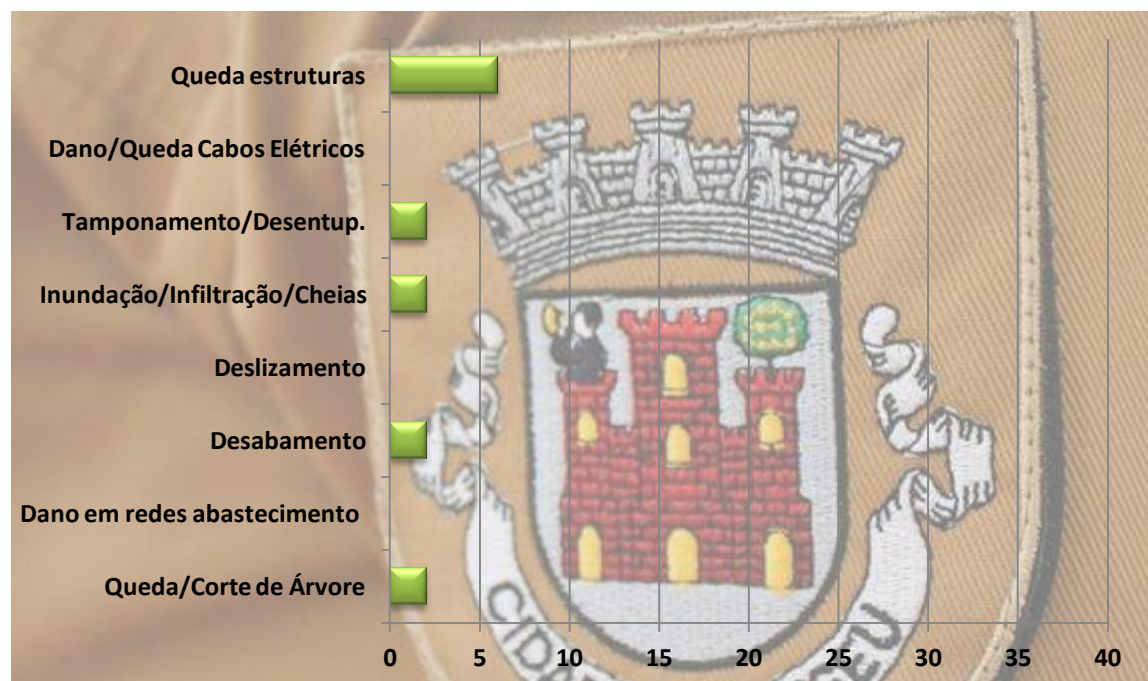 Queda estruturas
Dano/Queda Cabos Elétricos
Tamponamento/Desentup.
Inundação/Infiltração/Cheias
Deslizamento
Desabamento
Dano em redes abastecimento
Queda/Corte de Árvore
0 5 10 15 20 25 30 35 40